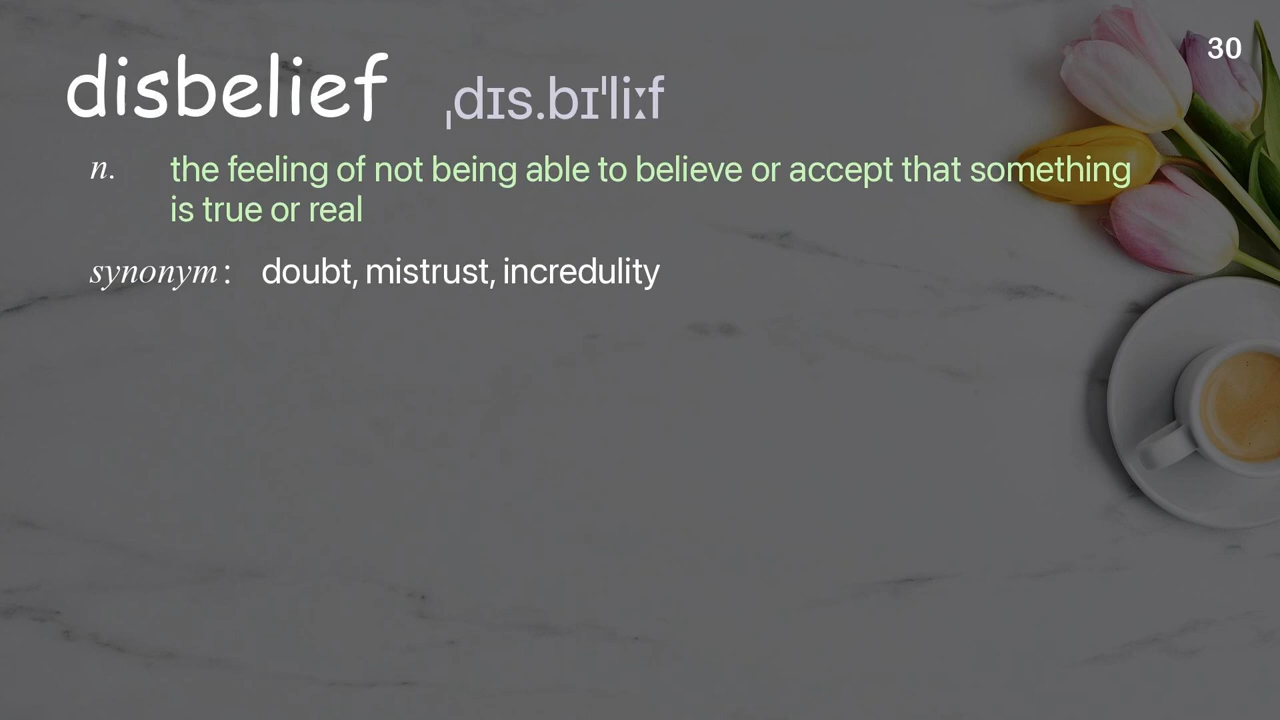 30
disbelief ˌdɪs.bɪˈliːf
n. the feeling of not being able to believe or accept that something
is true or real
synonym: doubt, mistrust, incredulity